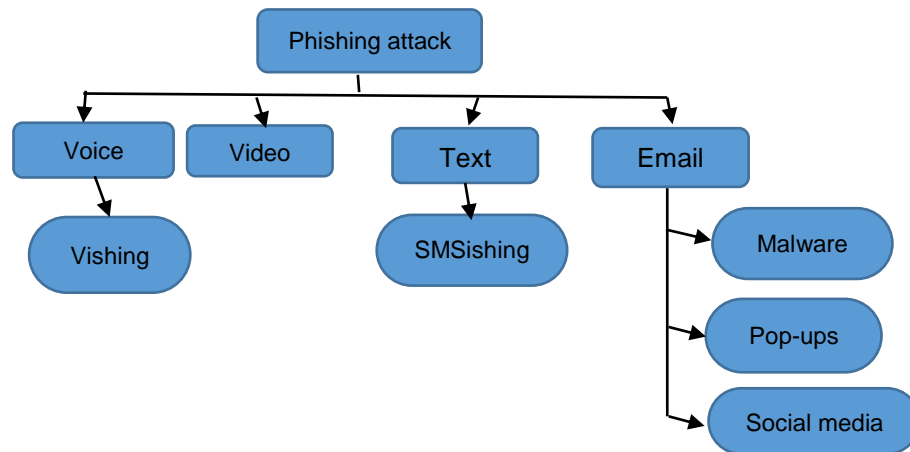 Phishing attack
Voice
Video
Text
Email
Vishing
SMSishing
Malware
Pop-ups
Social media